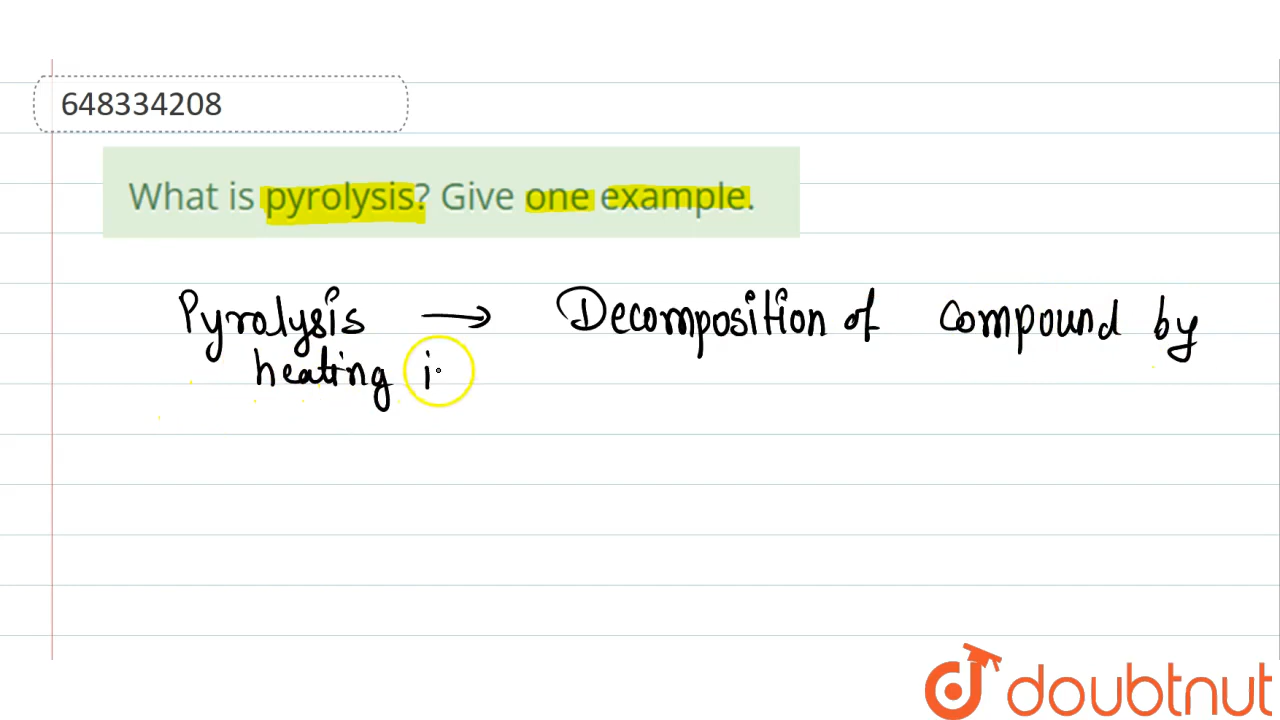 648334208
What is pyrolysis? Give one example.
Pyrolysis → Decomposition of compound by
heating i
doubtnut